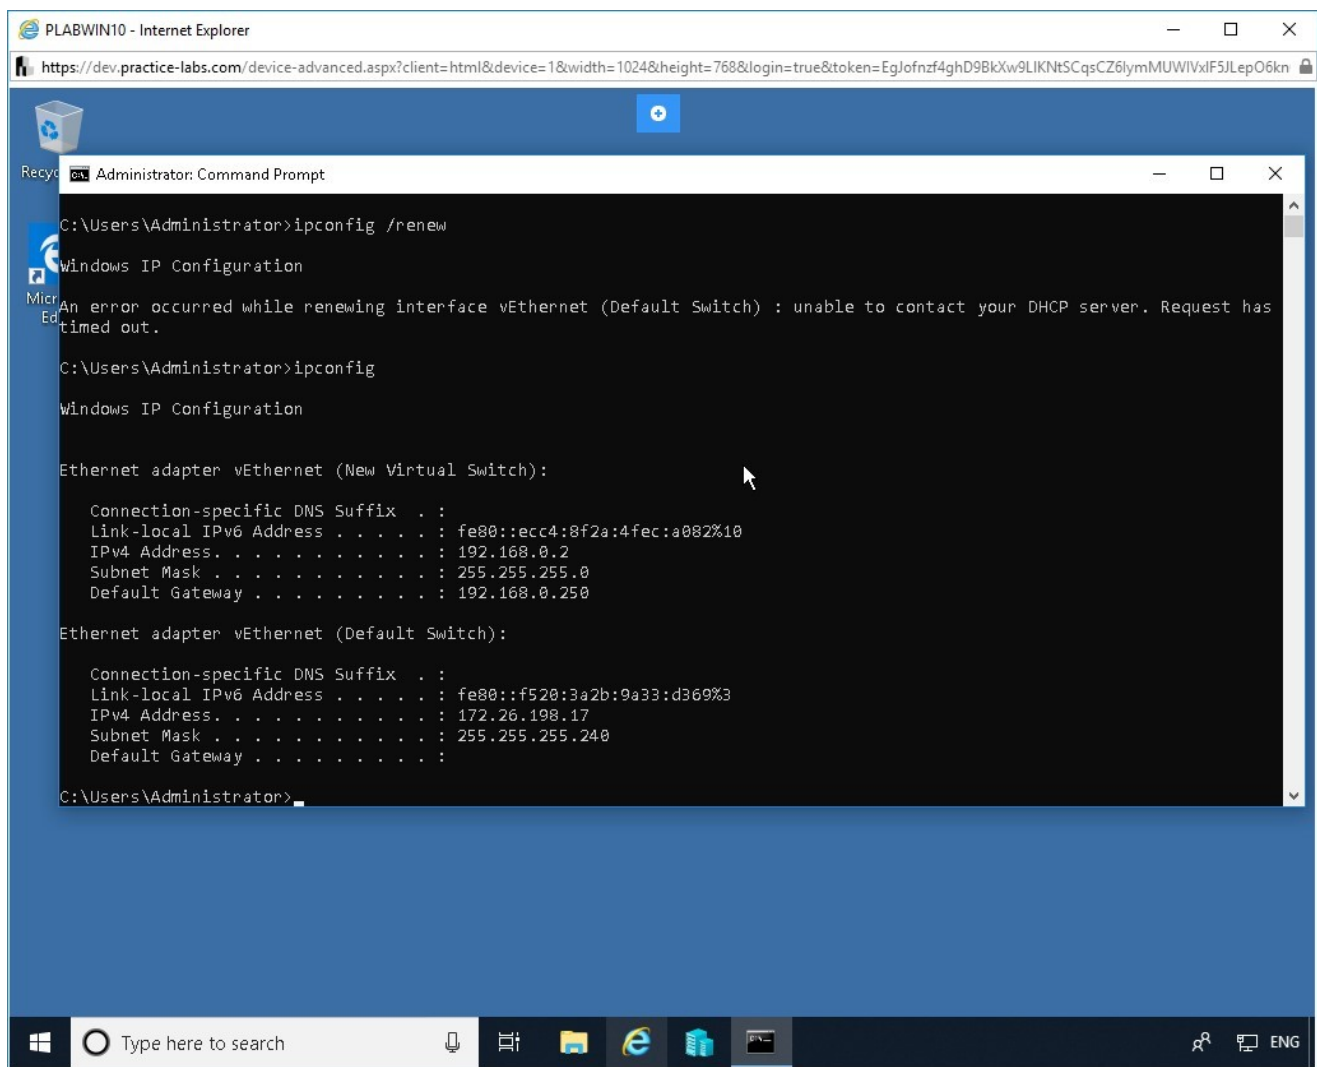 PLABWIN10 - Internet Explorer
https://dev.practice-labs.com/device-advanced.aspx?client=html&device=1&width=1024&height=768&login=true&token=EgJofnzf4ghD9BkXw9LIKNtSCqsCZ6lymMUWIVxIF5JLepO6kn
Recyc
Administrator: Command Prompt
C:\Users\Administrator>ipconfig /renew
Windows IP Configuration
Micr
An error occurred while renewing interface vEthernet (Default Switch) : unable to contact your DHCP server. Request has
Ed
timed out.
C:\Users\Administrator>ipconfig
Windows IP Configuration
Ethernet adapter vEthernet (New Virtual Switch):
Connection-specific DNS Suffix  . :
Link-local IPv6 Address . . . . . : fe80::ecc4:8f2a:4fec:a082%10
IPv4 Address. . . . . . . . . . . : 192.168.0.2
Subnet Mask . . . . . . . . . . . : 255.255.255.0
Default Gateway . . . . . . . . . : 192.168.0.250
Ethernet adapter vEthernet (Default Switch):
Connection-specific DNS Suffix  . :
Link-local IPv6 Address . . . . . : fe80::f520:3a2b:9a33:d369%3
IPv4 Address. . . . . . . . . . . : 172.26.198.17
Subnet Mask . . . . . . . . . . . : 255.255.255.240
Default Gateway . . . . . . . . . :
C:\Users\Administrator>
Type here to search
ENG